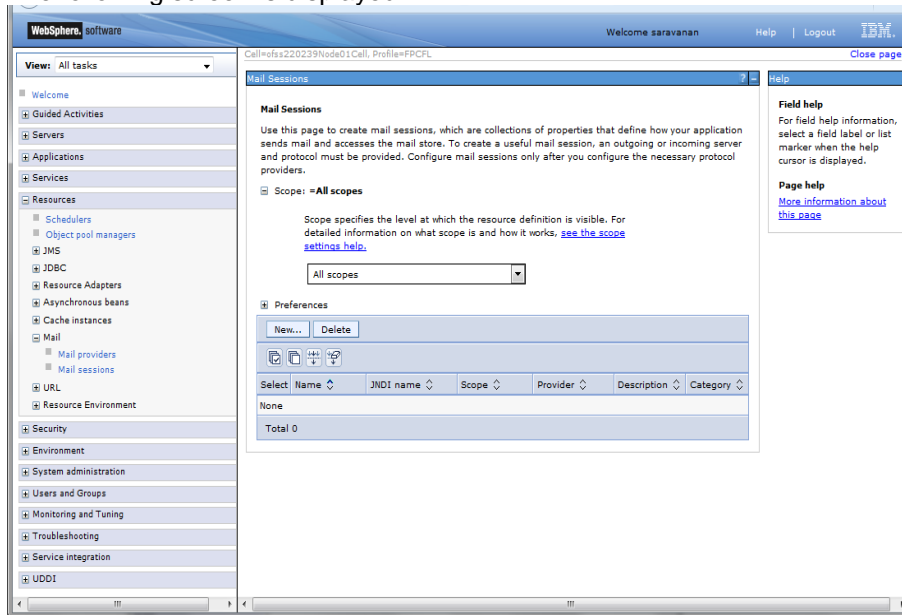 WebSphere. software
Welcome saravanan
Help | Logout
IBM.
Cell=ofss220239Node01Cell, Profile=FPCFL
Close page
View: All tasks
Welcome
Guided Activities
Servers
Applications
Services
Resources
Schedulers
Object pool managers
JMS
JDBC
Resource Adapters
Asynchronous beans
Cache instances
Mail
Mail providers
Mail sessions
URL
Resource Environment
Security
Environment
System administration
Users and Groups
Monitoring and Tuning
Troubleshooting
Service integration
UDDI
Mail Sessions
? -
Mail Sessions
Use this page to create mail sessions, which are collections of properties that define how your application
sends mail and accesses the mail store. To create a useful mail session, an outgoing or incoming server
and protocol must be provided. Configure mail sessions only after you configure the necessary protocol
providers.
Scope: =All scopes
Scope specifies the level at which the resource definition is visible. For
detailed information on what scope is and how it works, see the scope
settings help.
All scopes
Preferences
New... Delete
Select Name JNDI name Scope Provider Description Category
None
Total 0
Help
Field help
For field help information,
select a field label or list
marker when the help
cursor is displayed.
Page help
More information about
this page